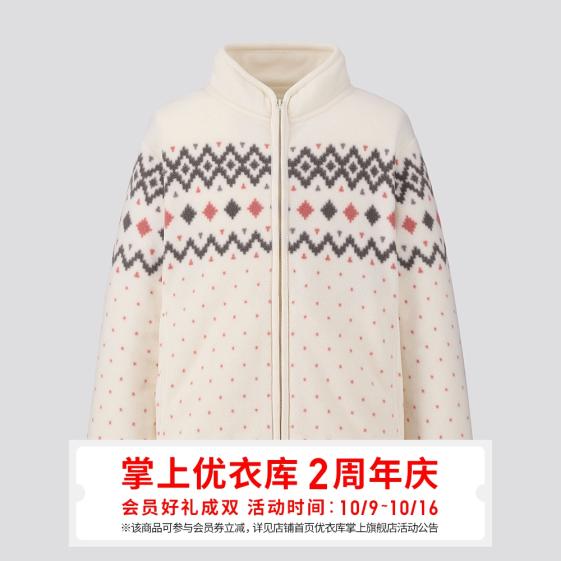 掌上优衣库 2周年庆
会员好礼成双 活动时间：10/9~10/16
※该商品可参与会员券立减，详见店铺首页优衣库掌上旗舰店活动公告